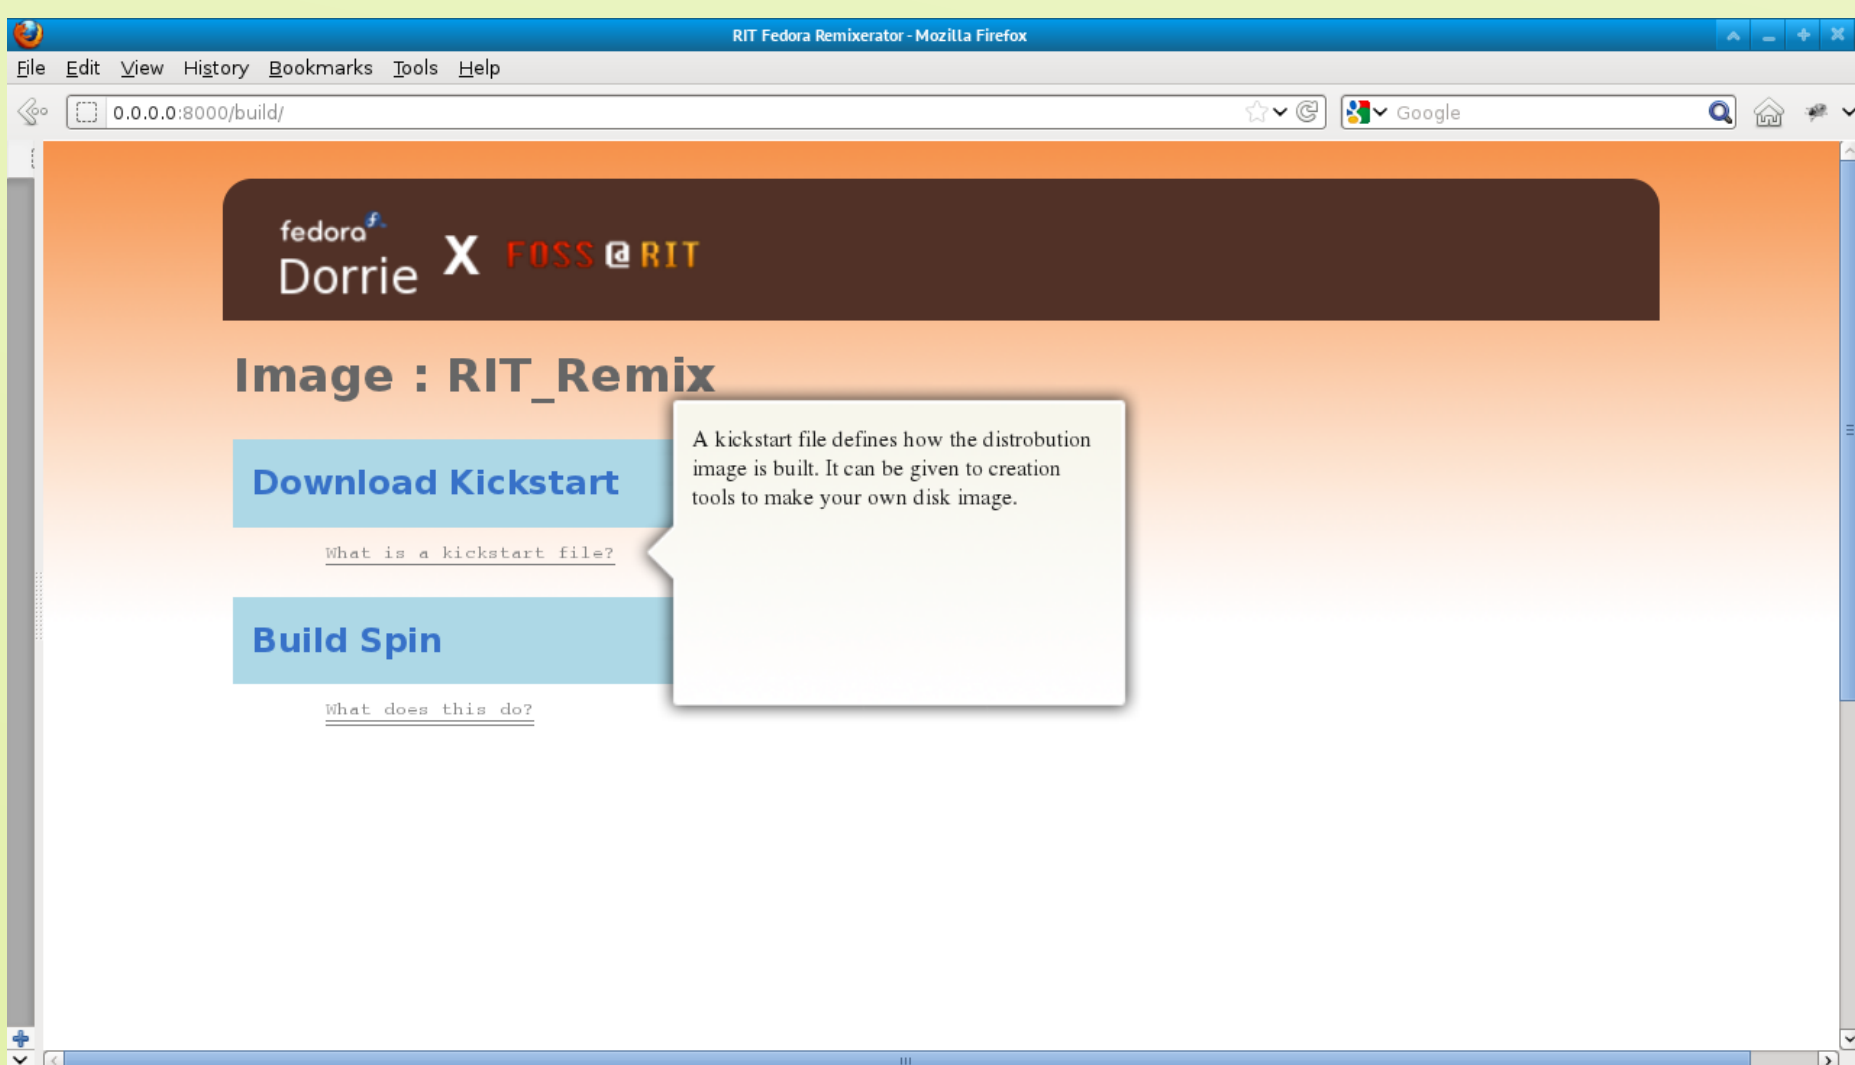 RIT Fedora Remixerator - Mozilla Firefox
File Edit View History Bookmarks Tools Help
0.0.0.0:8000/build/
Google
fedora
Dorrie X FOSS @ RIT
Image : RIT_Remix
Download Kickstart
What is a kickstart file?
A kickstart file defines how the distrobution
image is built. It can be given to creation
tools to make your own disk image.
Build Spin
What does this do?